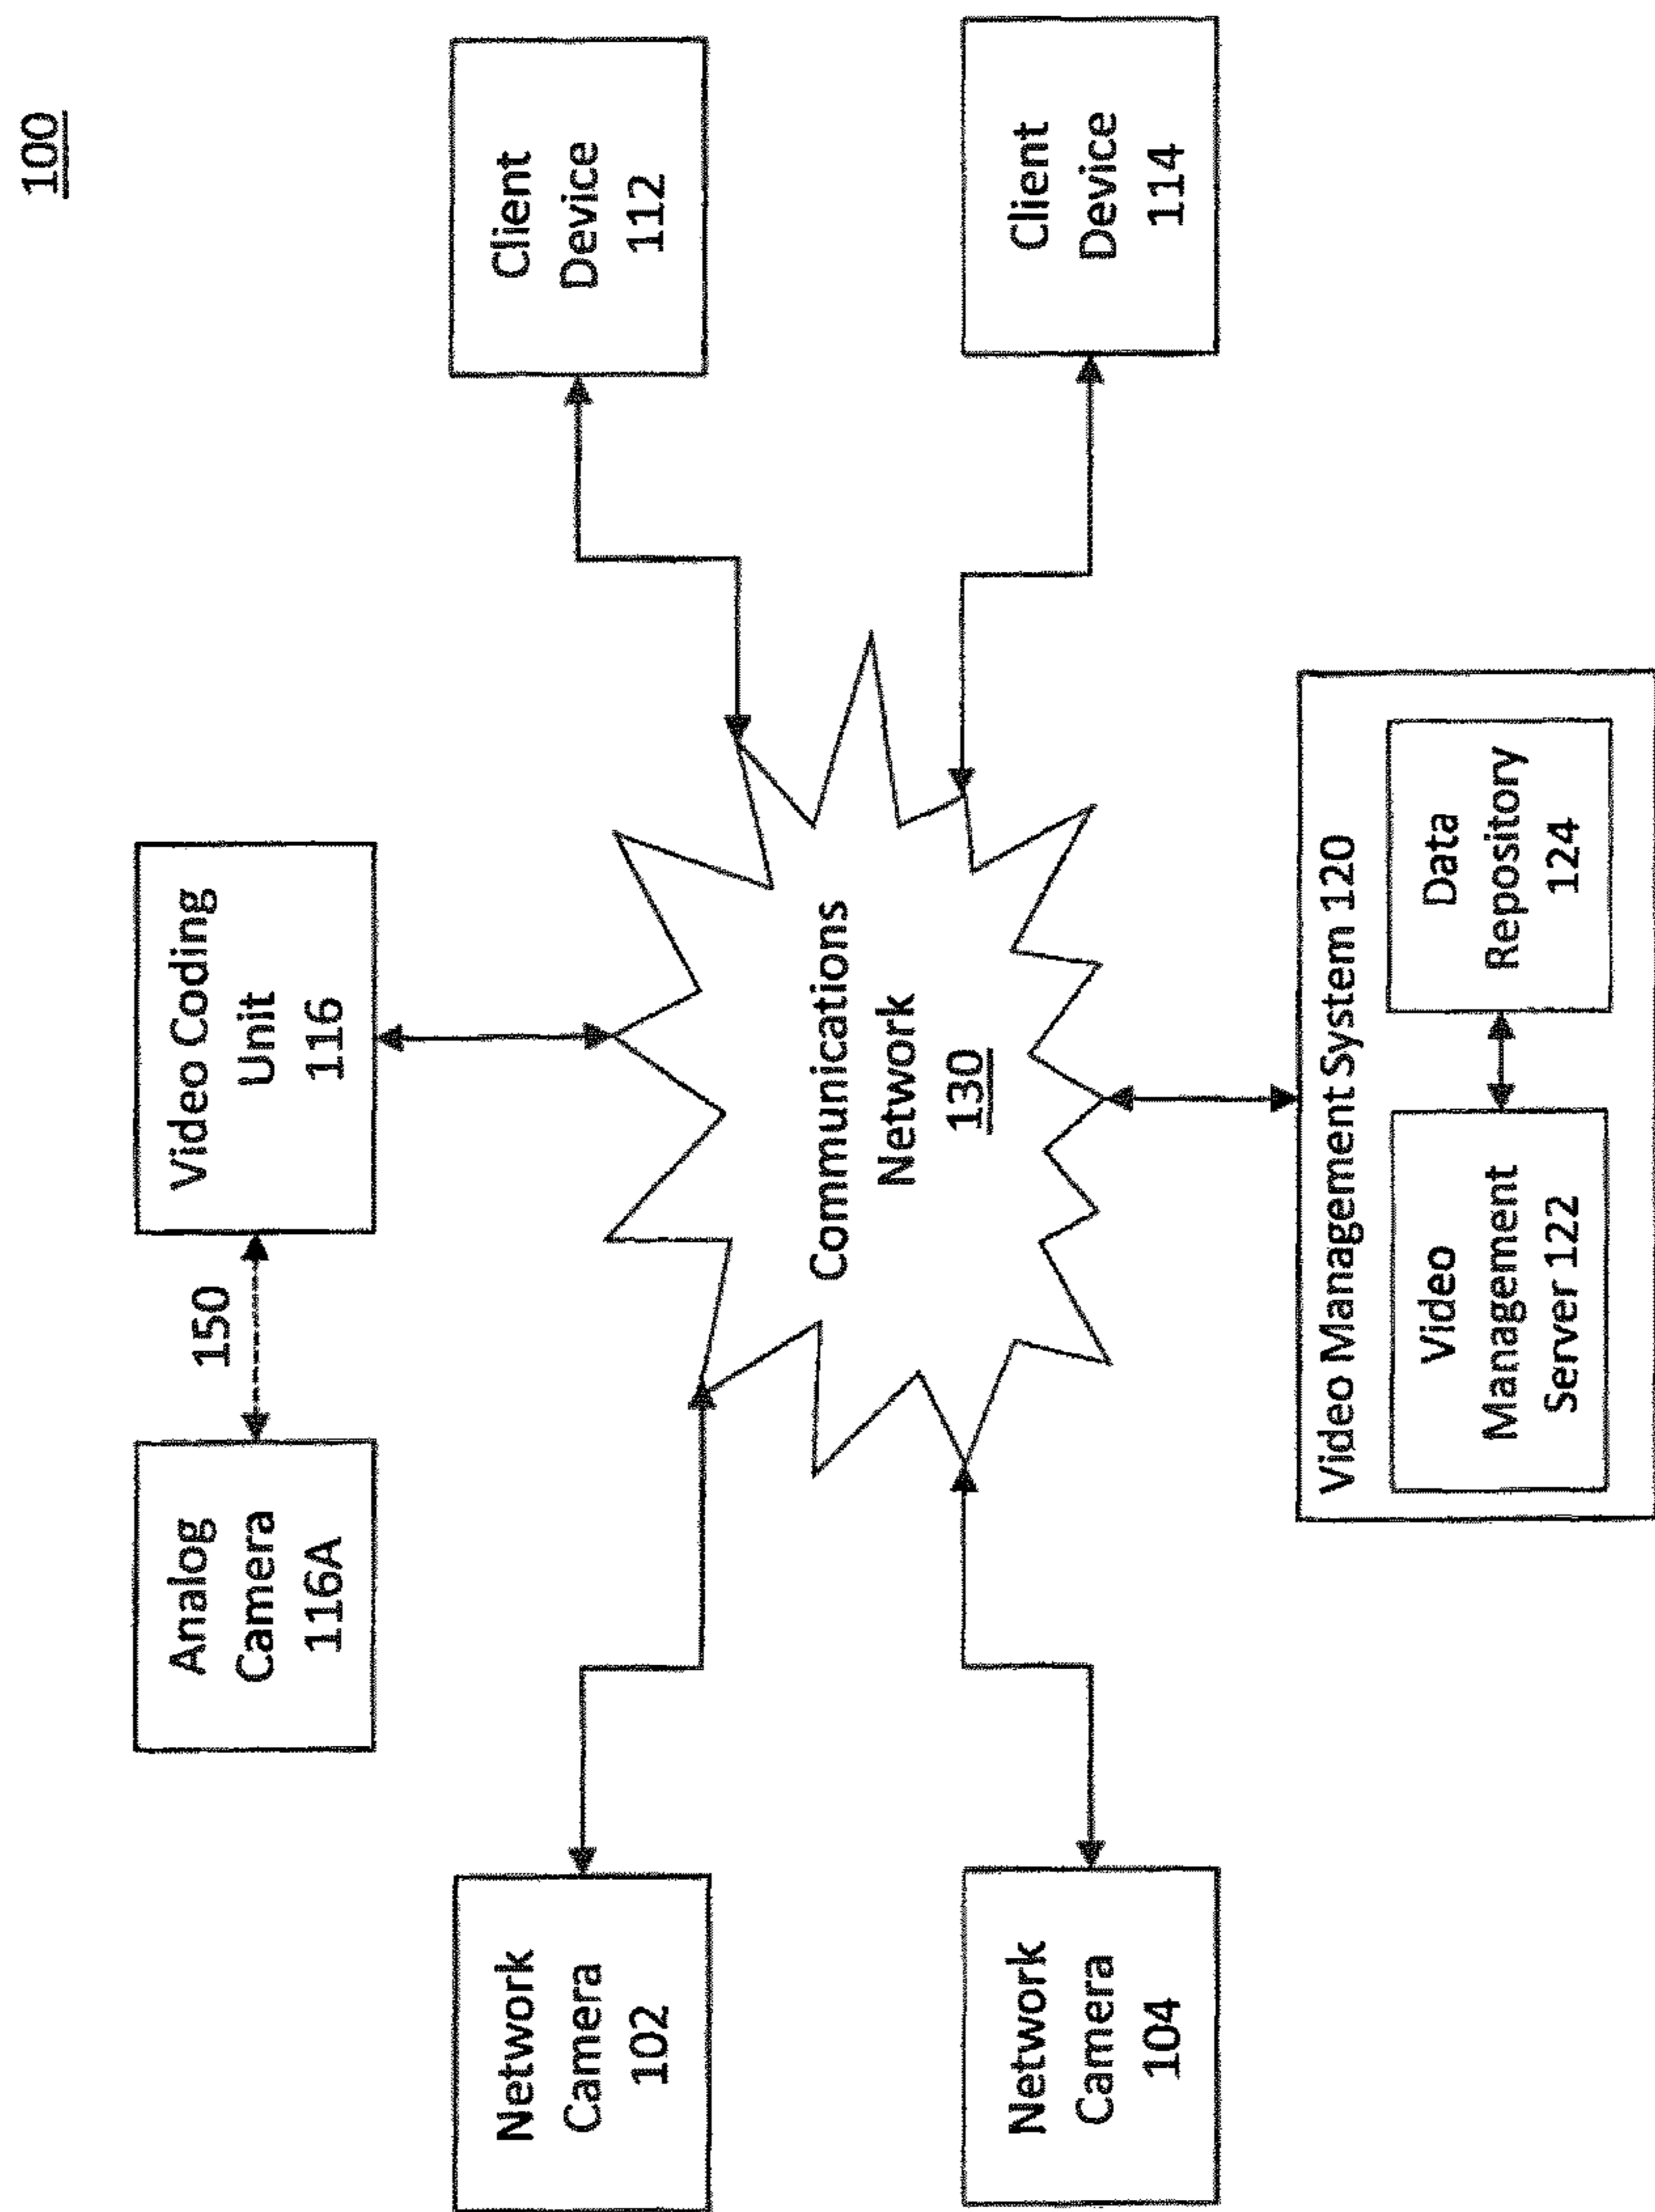 100
Analog
Camera
116A
150
Video Coding
Unit
116
Network
Camera
102
Client
Device
112
Communications
Network
130
Network
Camera
104
Client
Device
114
Video Management System 120
Video
Management
Server 122
Data
Repository
124